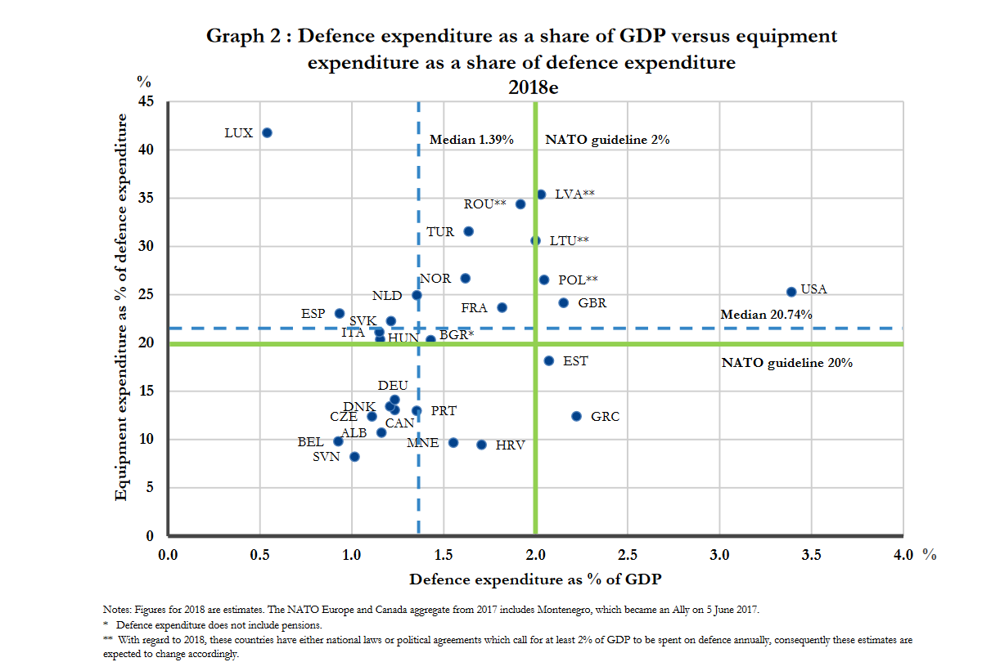 Graph 2 : Defence expenditure as a share of GDP versus equipment
expenditure as a share of defence expenditure
2018e
%
45
40
35
30
25
20
15
10
5
0
Equipment expenditure as % of defence expenditure
LUX
Median 1.39%
NATO guideline 2%
ROU**
LVA**
TUR
LTU**
NOR
POL**
NLD
USA
FRA
GBR
ESP
Median 20.74%
SVK
ITA
HUN
BGR*
EST
NATO guideline 20%
DEU
DNK
PRT
CZE
CAN
GRC
ALB
BEL
MNE
HRV
SVN
0.0 0.5 1.0 1.5 2.0 2.5 3.0 3.5 4.0 %
Defence expenditure as % of GDP
Notes: Figures for 2018 are estimates. The NATO Europe and Canada aggregate from 2017 includes Montenegro, which became an Ally on 5 June 2017.
* Defence expenditure does not include pensions.
** With regard to 2018, these countries have either national laws or political agreements which call for at least 2% of GDP to be spent on defence annually, consequently these estimates are
expected to change accordingly.